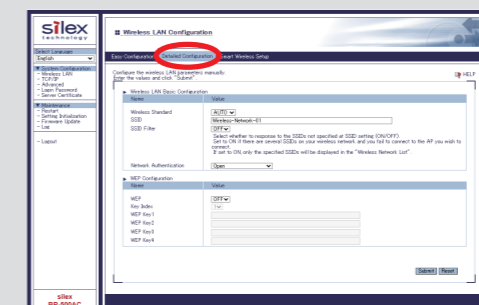 silex
technology
Select Language
English
▼ System Configuration
- Wireless LAN
- TCP/IP
- Advanced
- Login Password
- Server Certificate
▼ Maintenance
- Restart
- Setting Initialization
- Firmware Update
- Log
- Logout
silex
BR-500AC
Wireless LAN Configuration
Easy Configuration Detailed Configuration Smart Wireless Setup
Configure the wireless LAN parameters manually.
Enter the values and click "Submit".
HELP
Wireless LAN Basic Configuration
Name Value
Wireless Standard AUTO
SSID Wireless-Network-01
SSID Filter OFF
Select whether to response to the SSIDs not specified at SSID setting (ON/OFF).
Set to ON if there are several SSIDs on your wireless network and you fail to connect to the AP you wish to
connect.
If set to ON, only the specified SSIDs will be displayed in the "Wireless Network List".
Network Authentication Open
WEP Configuration
Name Value
WEP OFF
Key Index 1
WEP Key1
WEP Key2
WEP Key3
WEP Key4
Submit Reset